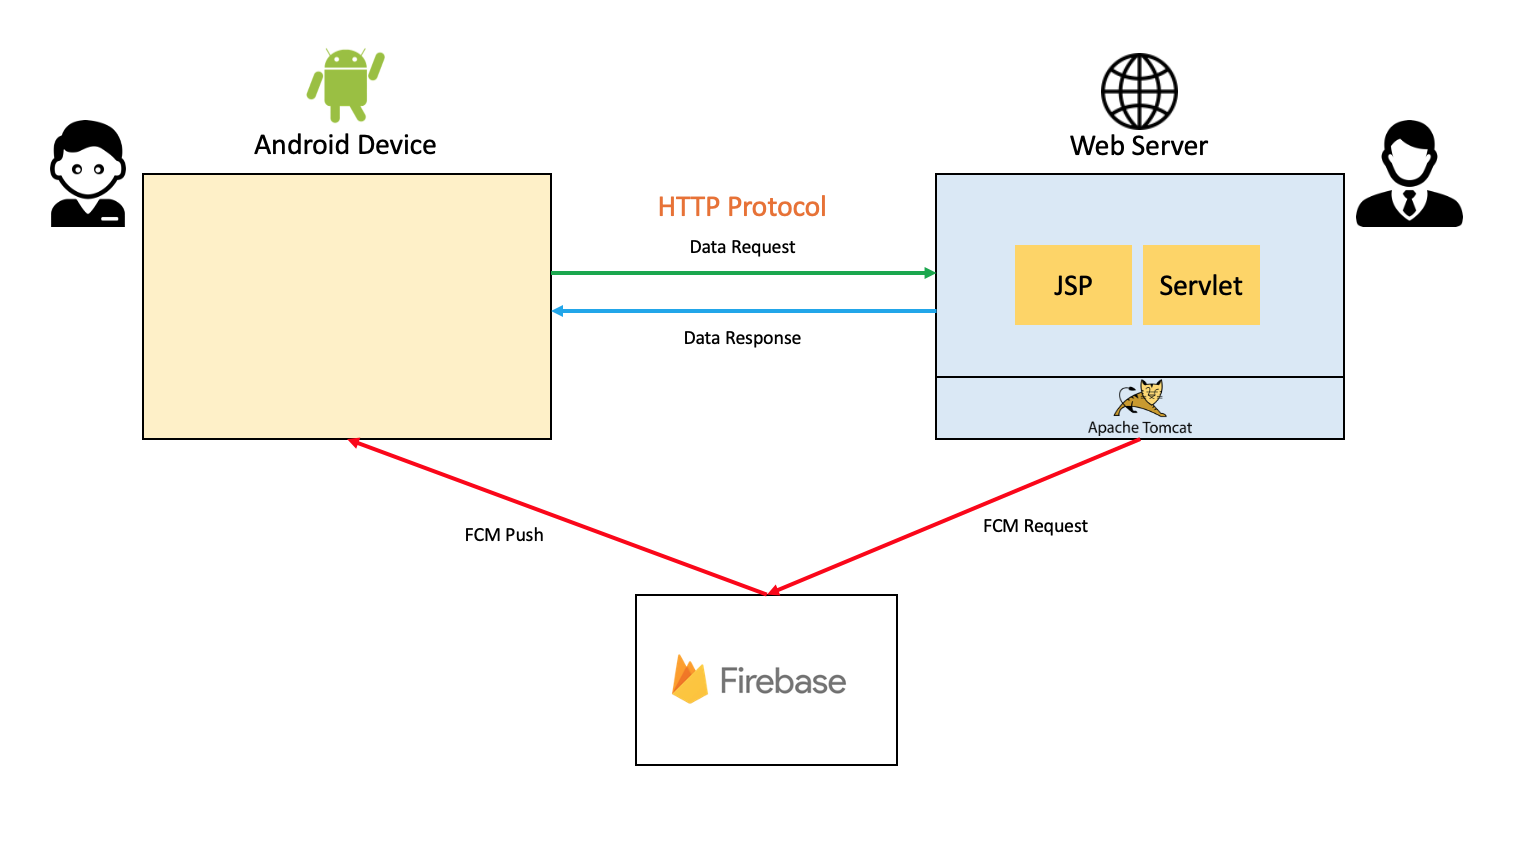 Android Device
Web Server
HTTP Protocol
Data Request
JSP
Servlet
Data Response
Apache Tomcat
FCM Push
FCM Request
Firebase